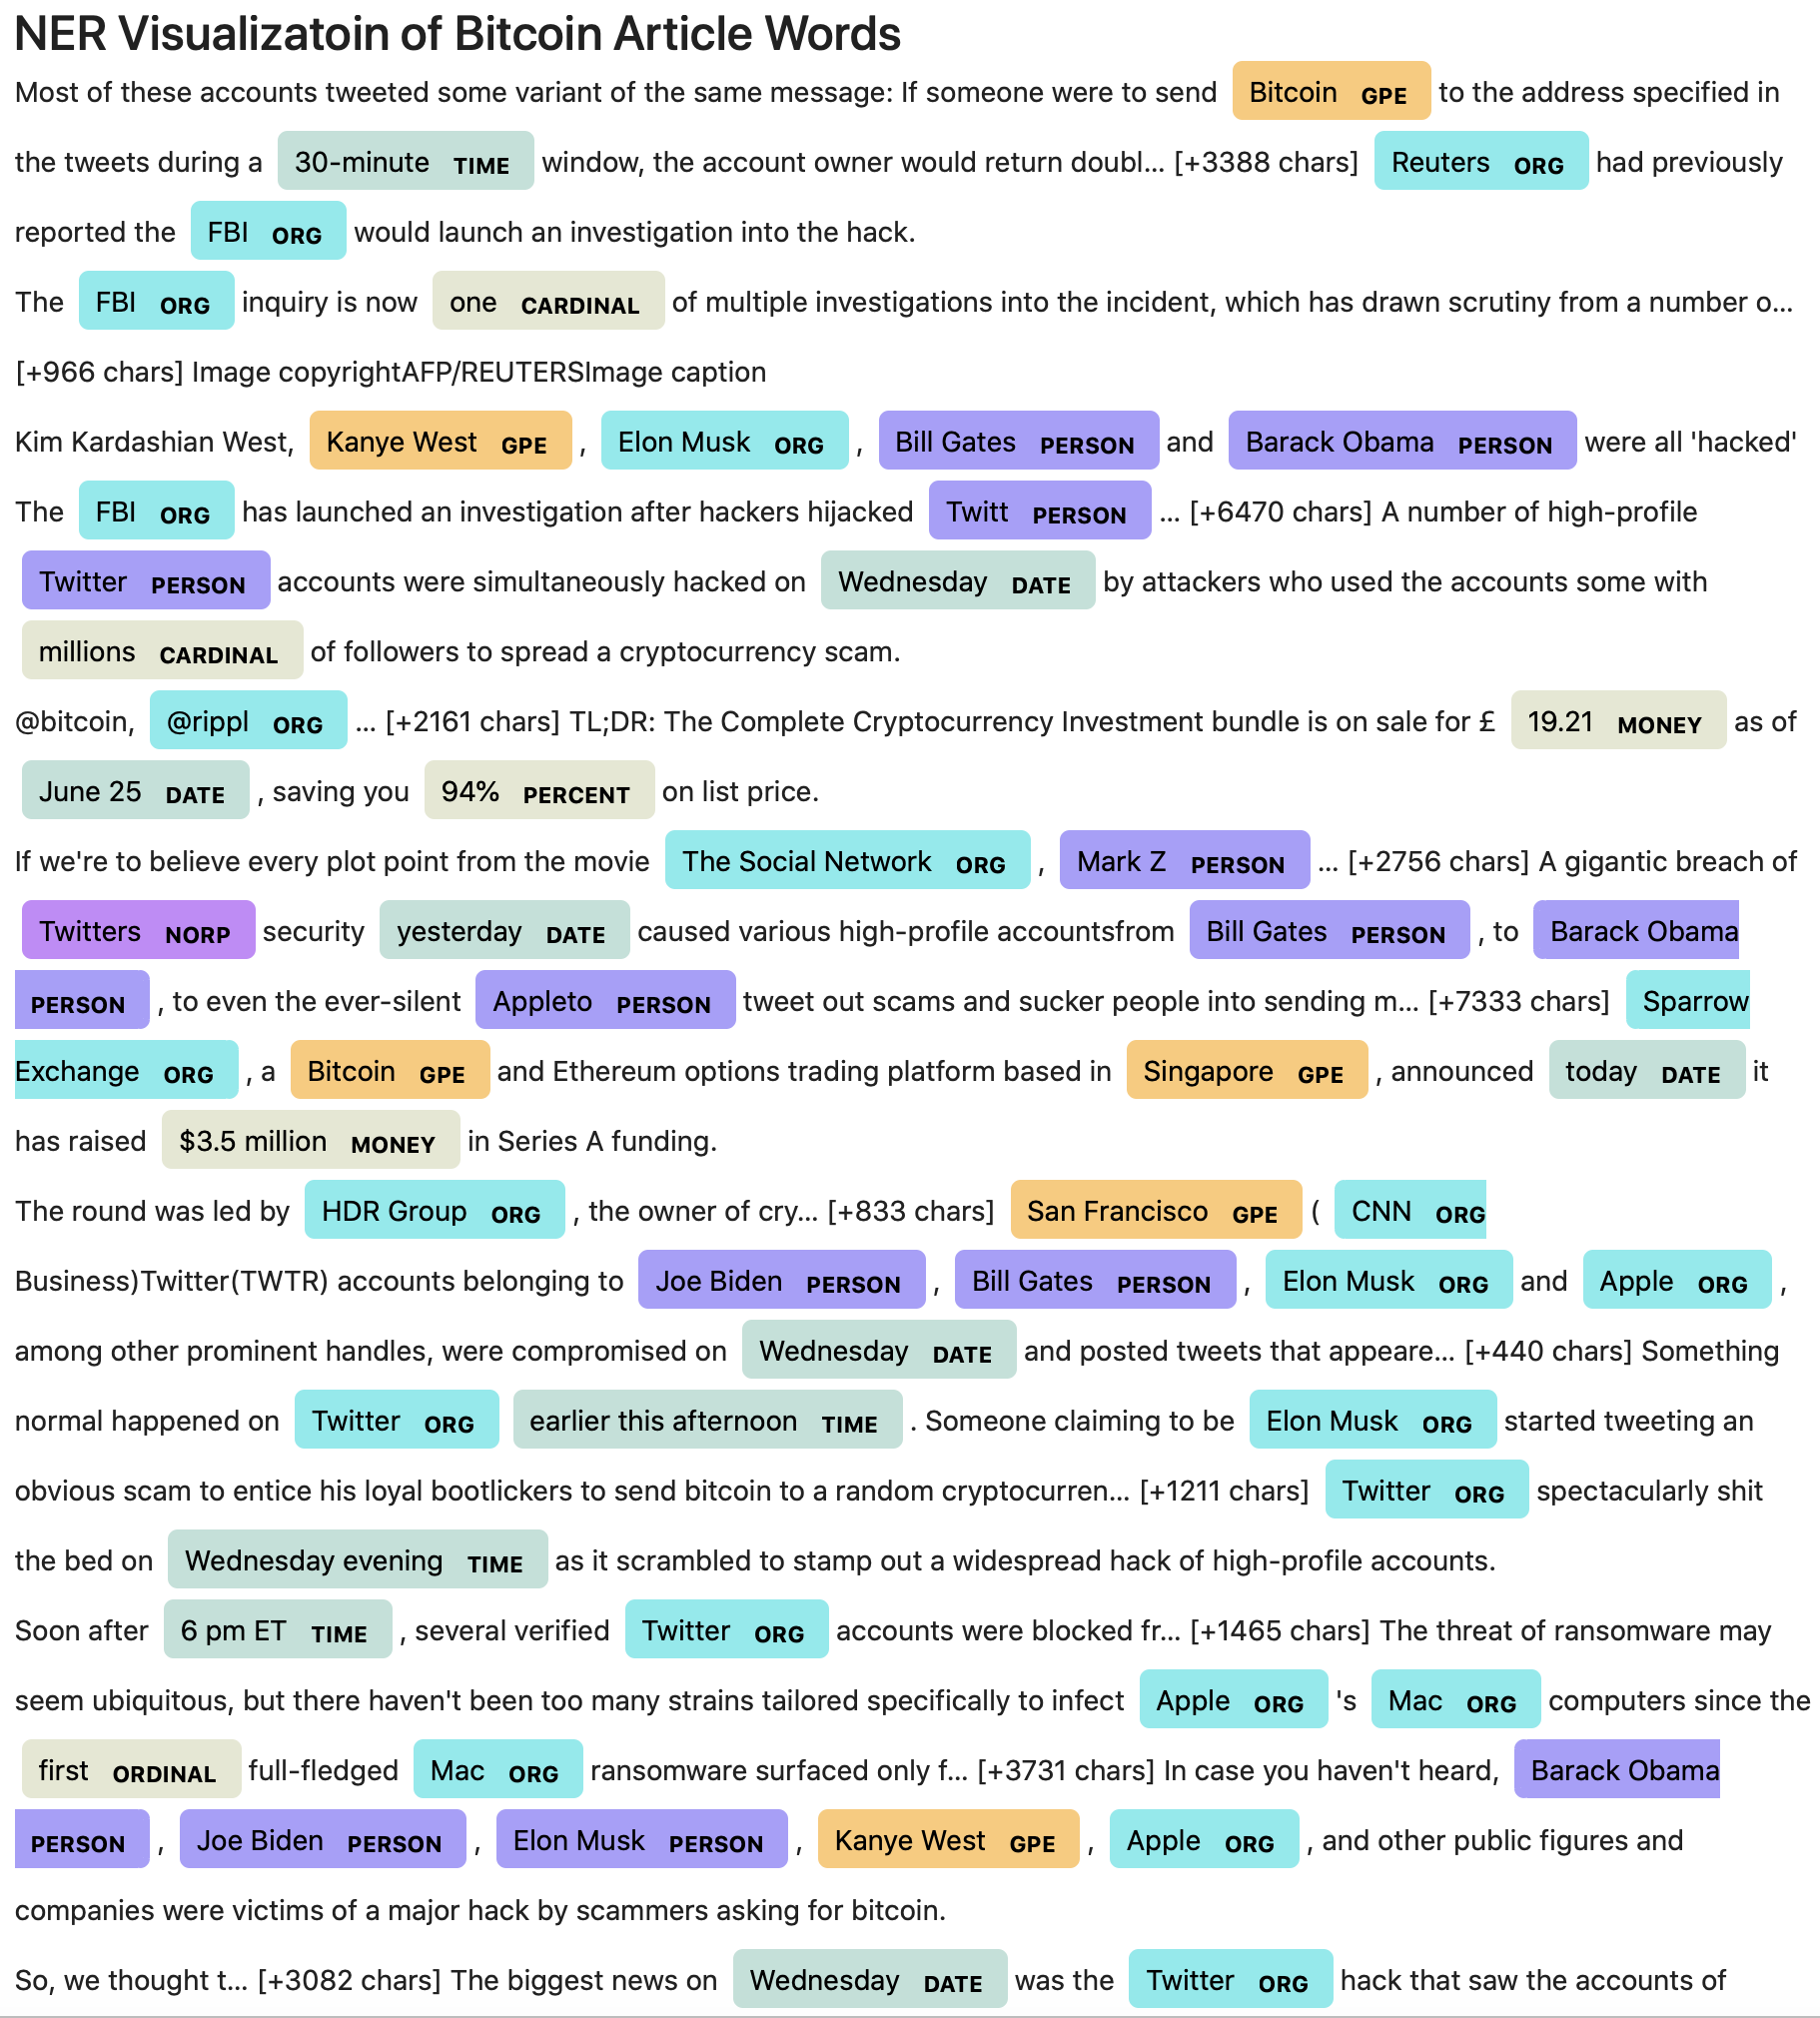 NER Visualizatoin of Bitcoin Article Words
Most of these accounts tweeted some variant of the same message: If someone were to send Bitcoin GPE to the address specified in
the tweets during a 30-minute TIME window, the account owner would return doubl… [+3388 chars] Reuters ORG had previously
reported the FBI ORG would launch an investigation into the hack.
The FBI ORG inquiry is now one CARDINAL of multiple investigations into the incident, which has drawn scrutiny from a number o…
[+966 chars] Image copyrightAFP/REUTERSImage caption
Kim Kardashian West, Kanye West GPE , Elon Musk ORG , Bill Gates PERSON and Barack Obama PERSON were all 'hacked'
The FBI ORG has launched an investigation after hackers hijacked Twitt PERSON … [+6470 chars] A number of high-profile
Twitter PERSON accounts were simultaneously hacked on Wednesday DATE by attackers who used the accounts some with
millions CARDINAL of followers to spread a cryptocurrency scam.
@bitcoin, @rippl ORG … [+2161 chars] TL;DR: The Complete Cryptocurrency Investment bundle is on sale for £ 19.21 MONEY as of
June 25 DATE , saving you 94% PERCENT on list price.
If we're to believe every plot point from the movie The Social Network ORG , Mark Z PERSON … [+2756 chars] A gigantic breach of
Twitters NORP security yesterday DATE caused various high-profile accountsfrom Bill Gates PERSON , to Barack Obama
PERSON , to even the ever-silent Appleto PERSON tweet out scams and sucker people into sending m… [+7333 chars] Sparrow
Exchange ORG , a Bitcoin GPE and Ethereum options trading platform based in Singapore GPE , announced today DATE it
has raised $3.5 million MONEY in Series A funding.
The round was led by HDR Group ORG , the owner of cry… [+833 chars] San Francisco GPE ( CNN ORG
Business)Twitter(TWTR) accounts belonging to Joe Biden PERSON , Bill Gates PERSON , Elon Musk ORG and Apple ORG ,
among other prominent handles, were compromised on Wednesday DATE and posted tweets that appeare… [+440 chars] Something
normal happened on Twitter ORG earlier this afternoon TIME . Someone claiming to be Elon Musk ORG started tweeting an
obvious scam to entice his loyal bootlickers to send bitcoin to a random cryptocurren… [+1211 chars] Twitter ORG spectacularly shit
the bed on Wednesday evening TIME as it scrambled to stamp out a widespread hack of high-profile accounts.
Soon after 6 pm ET TIME , several verified Twitter ORG accounts were blocked fr… [+1465 chars] The threat of ransomware may
seem ubiquitous, but there haven't been too many strains tailored specifically to infect Apple ORG 's Mac ORG computers since the
first ORDINAL full-fledged Mac ORG ransomware surfaced only f… [+3731 chars] In case you haven't heard, Barack Obama
PERSON , Joe Biden PERSON , Elon Musk PERSON , Kanye West GPE , Apple ORG , and other public figures and
companies were victims of a major hack by scammers asking for bitcoin.
So, we thought t… [+3082 chars] The biggest news on Wednesday DATE was the Twitter ORG hack that saw the accounts of